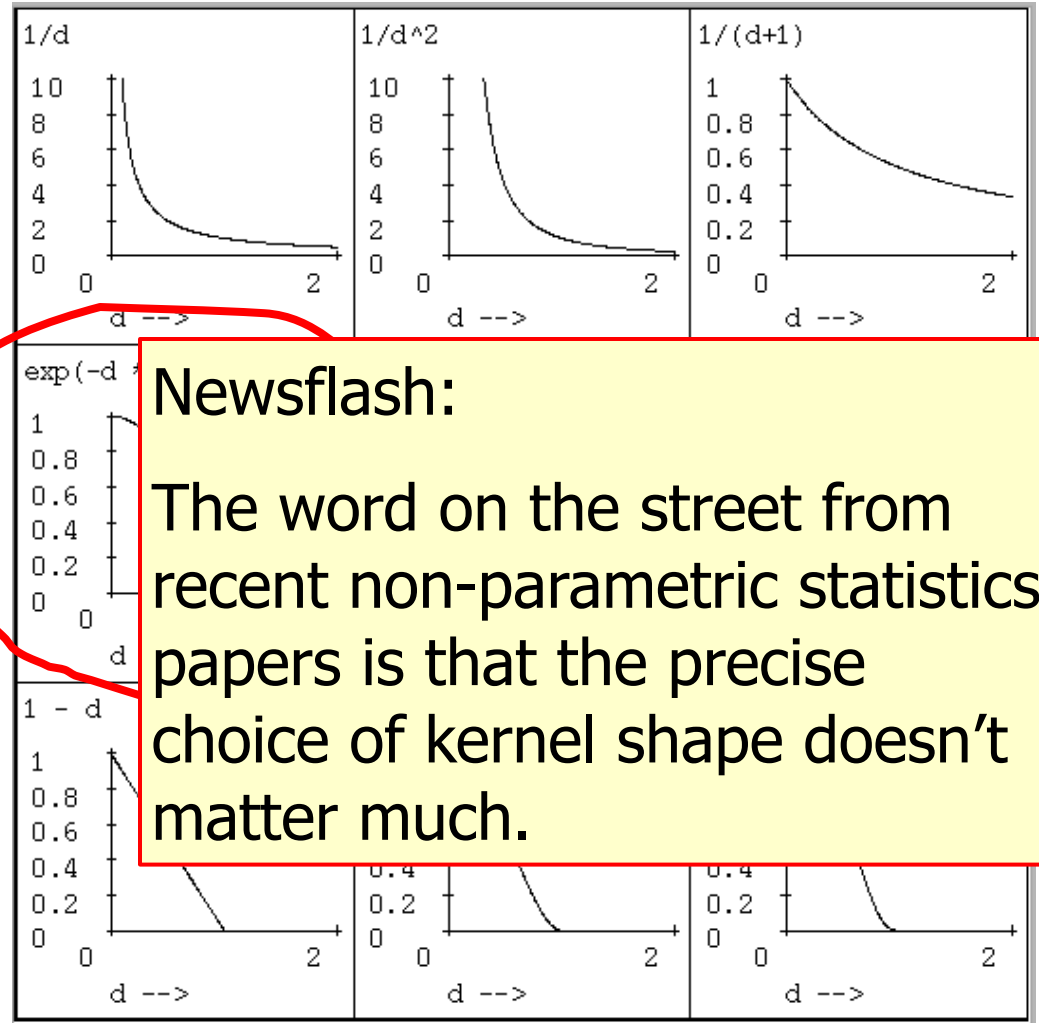 1/d
10
8
6
4
2
0
0 2
d -->
1/d^2
10
8
6
4
2
0
0 2
d -->
1/(d+1)
1
0.8
0.6
0.4
0.2
0
0 2
d -->
exp(-d
1
0.8
0.6
0.4
0.2
0
0
d
Newsflash:
The word on the street from
recent non-parametric statistics
papers is that the precise
choice of kernel shape doesn’t
matter much.
1 - d
1
0.8
0.6
0.4
0.2
0
0 2
d -->
0.4
0.2
0
0 2
d -->
0.4
0.2
0
0 2
d -->